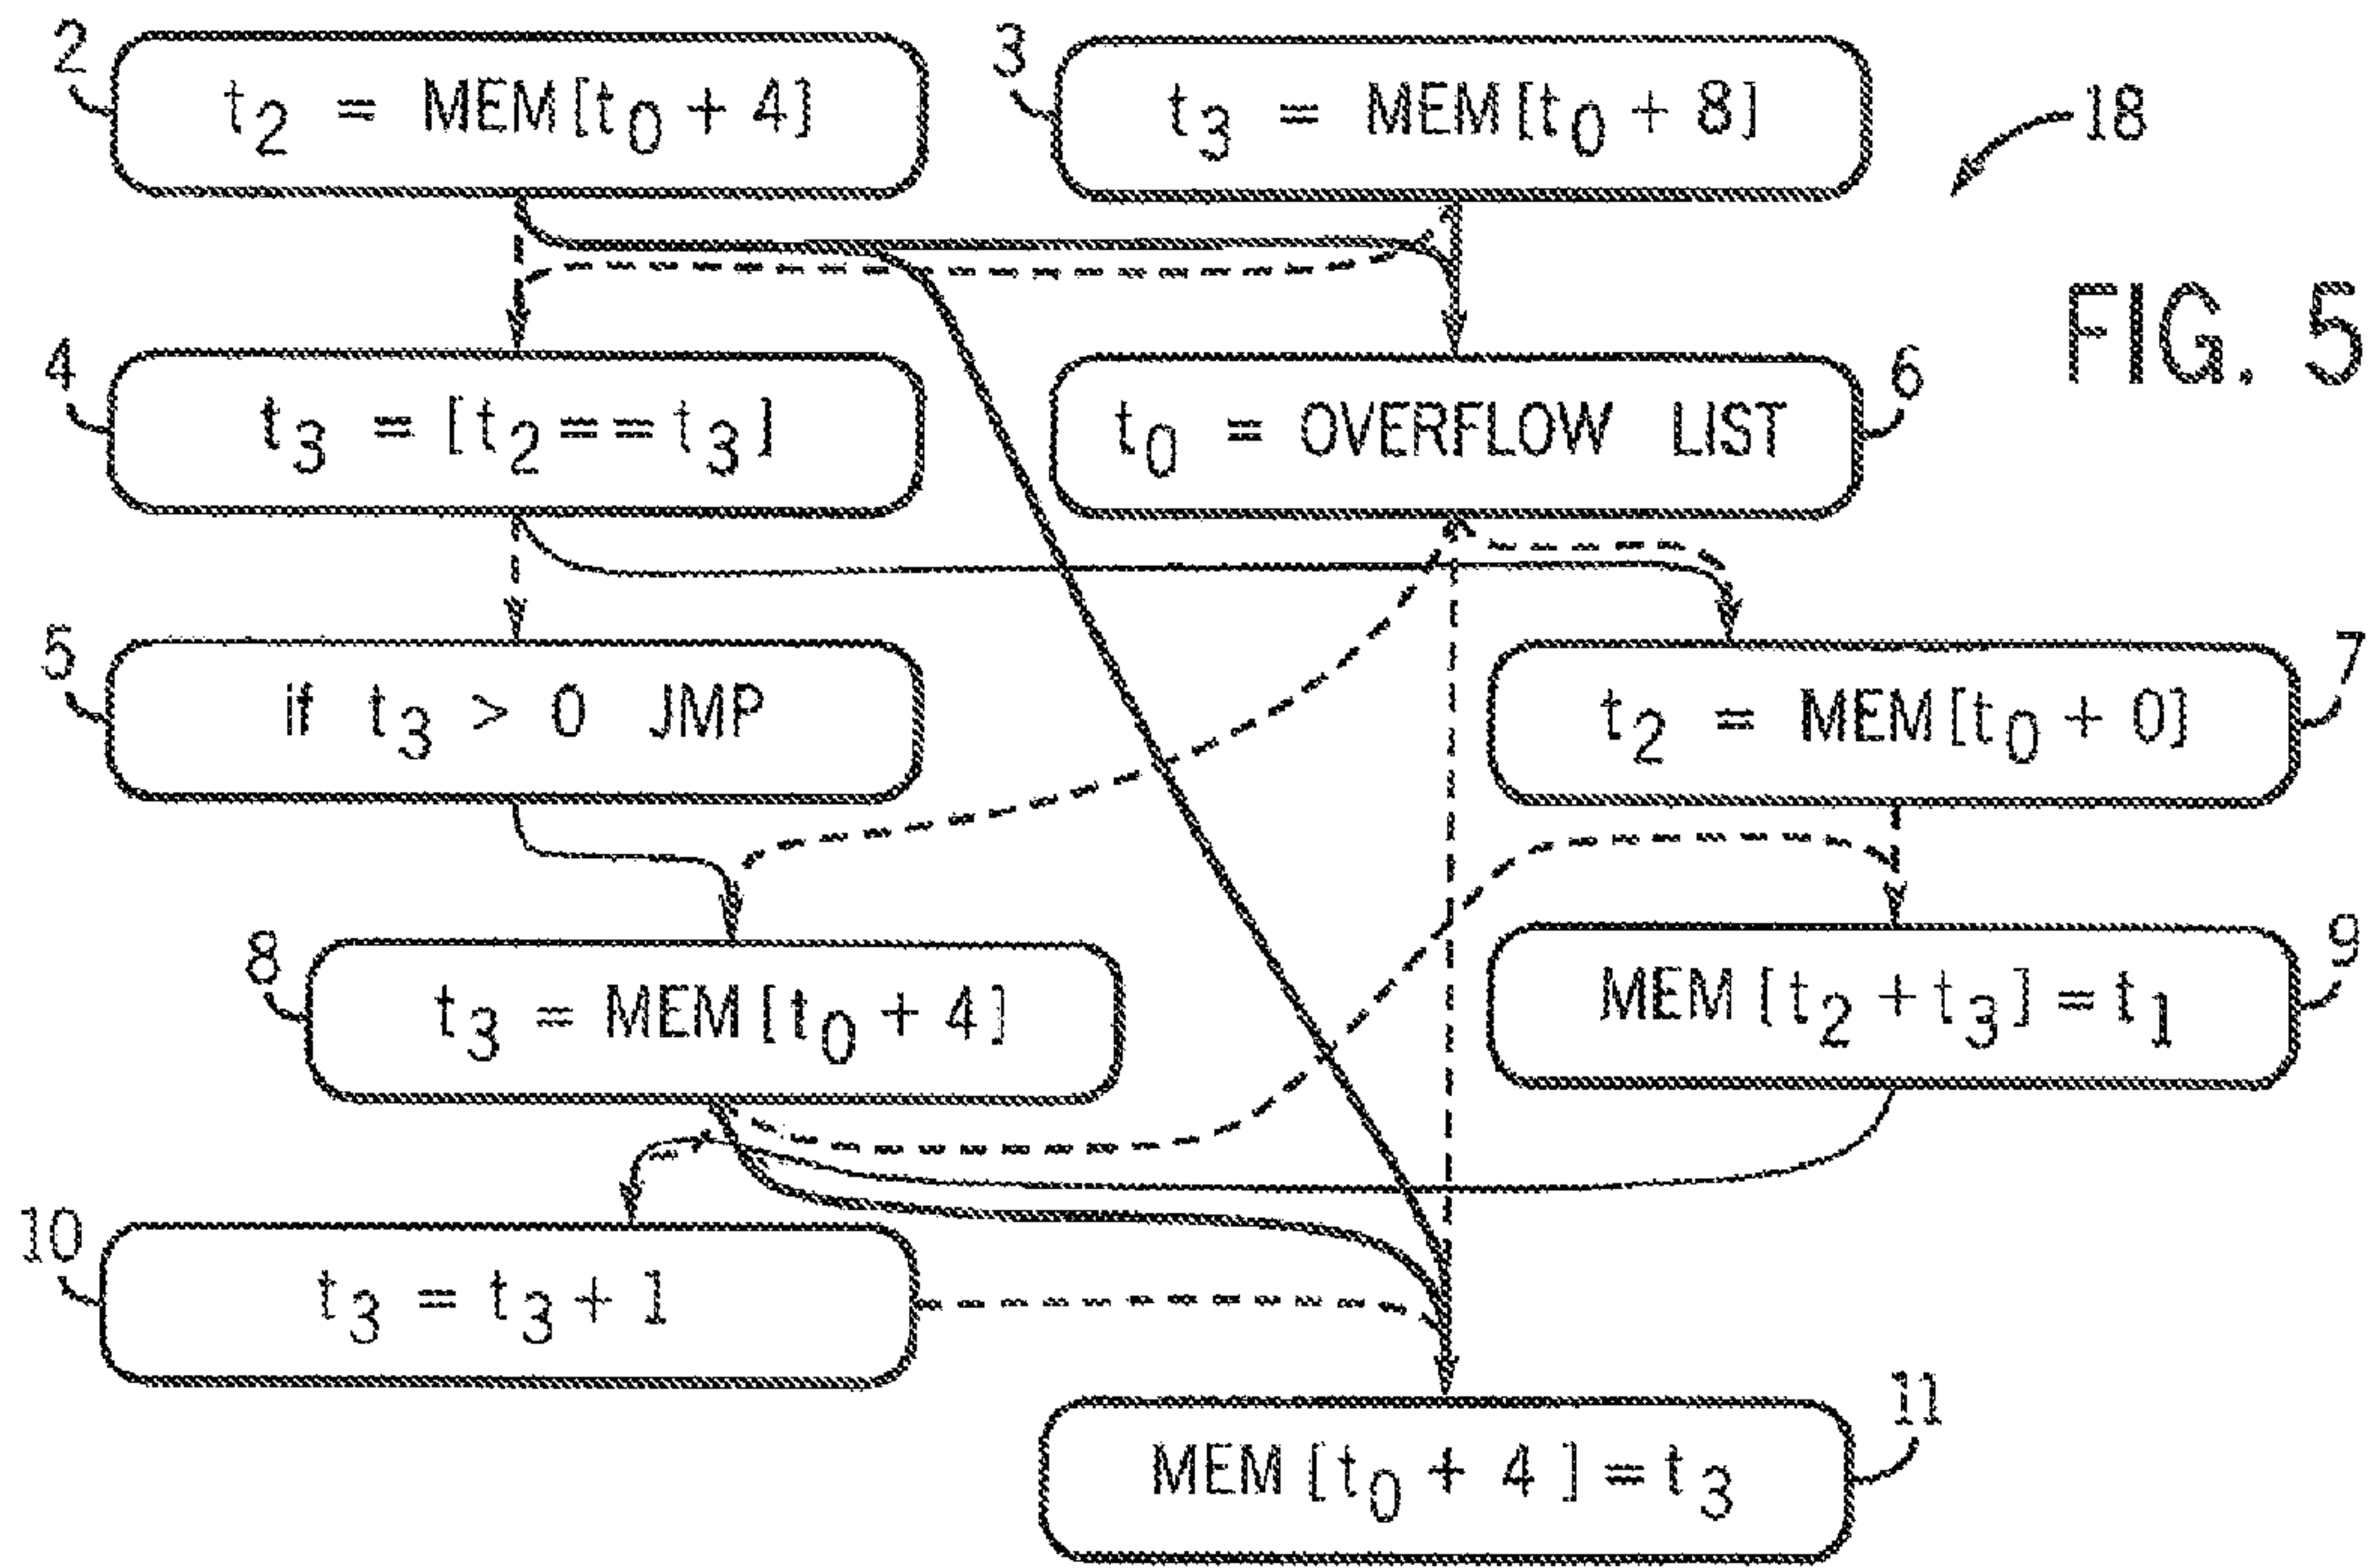 2
t2 = MEM[t0 + 4]
3
t3 = MEM[t0 + 8]
18
FIG. 5
4
t3 = [t2 == t3]
6
t0 = OVERFLOW LIST
5
if t3 > 0 JMP
7
t2 = MEM[t0 + 0]
8
t3 = MEM[t0 + 4]
9
MEM[t2 + t3] = t1
10
t3 = t3 + 1
11
MEM[t0 + 4] = t3